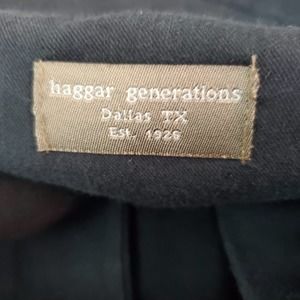 haggar generations
Dallas TX
Est. 1926